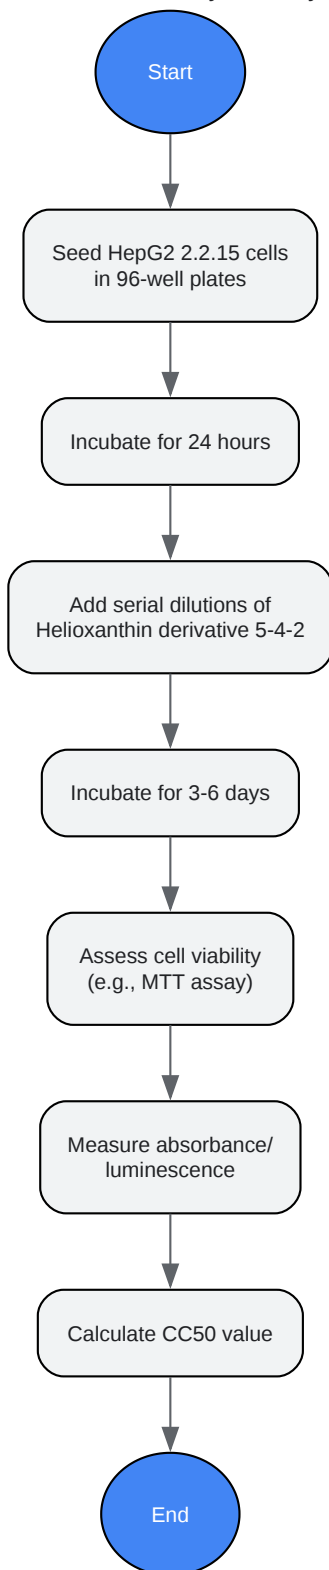 Start
Seed HepG2 2.2.15 cells
in 96-well plates
Incubate for 24 hours
Add serial dilutions of
Helioxanthin derivative 5-4-2
Incubate for 3-6 days
Assess cell viability
(e.g., MTT assay)
Measure absorbance/
luminescence
Calculate CC50 value
End